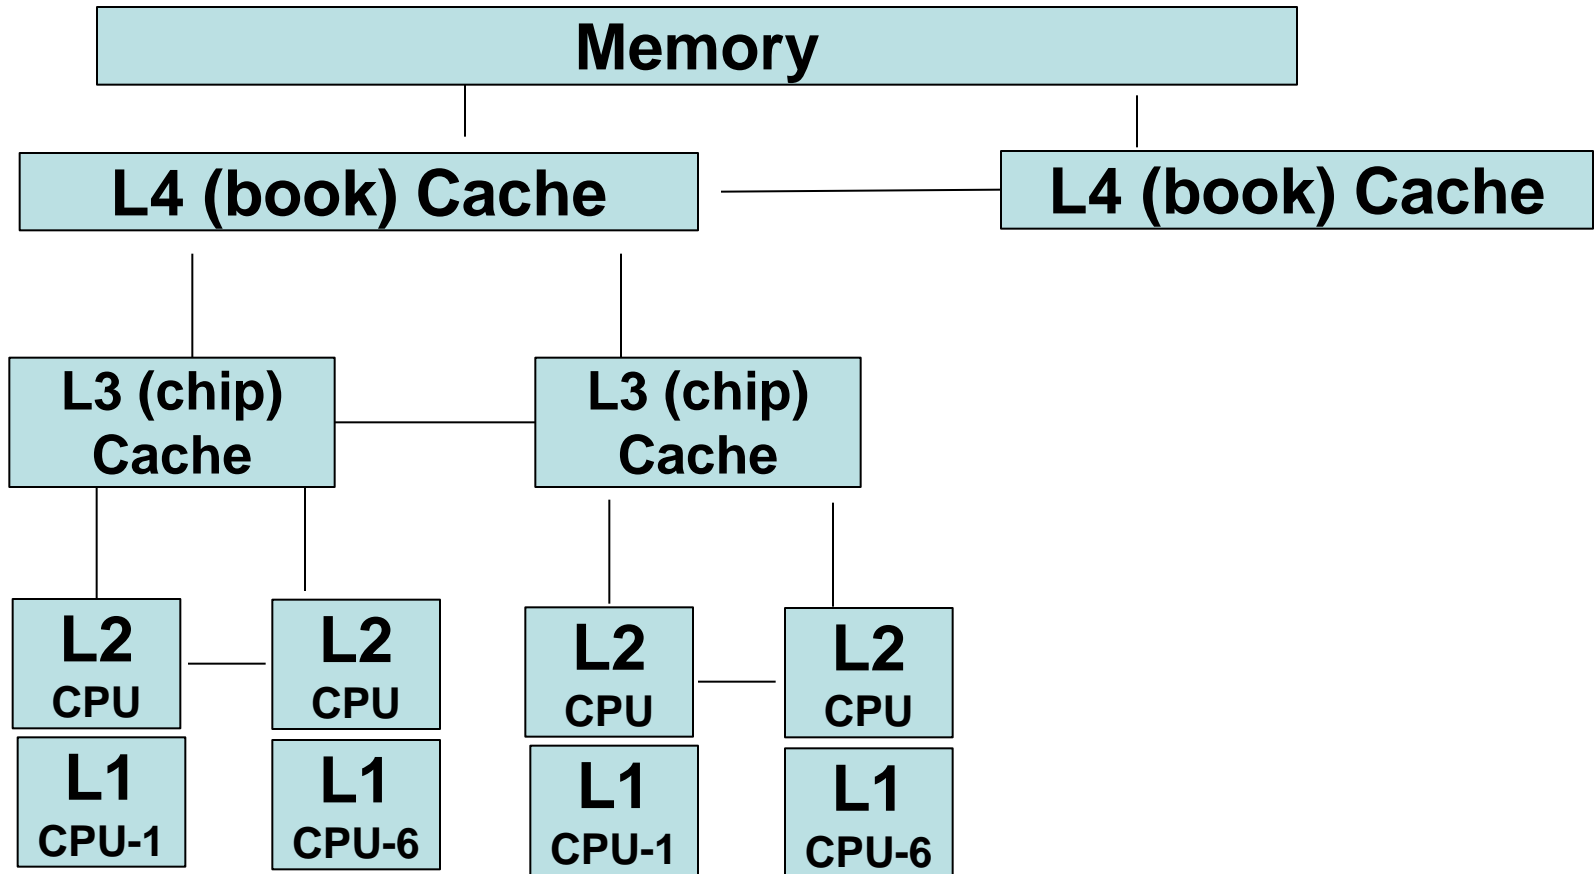 Memory
L4 (book) Cache
L4 (book) Cache
L3 (chip)
Cache
L3 (chip)
Cache
L2
CPU
L2
CPU
L2
CPU
L2
CPU
L1
CPU-1
L1
CPU-6
L1
CPU-1
L1
CPU-6